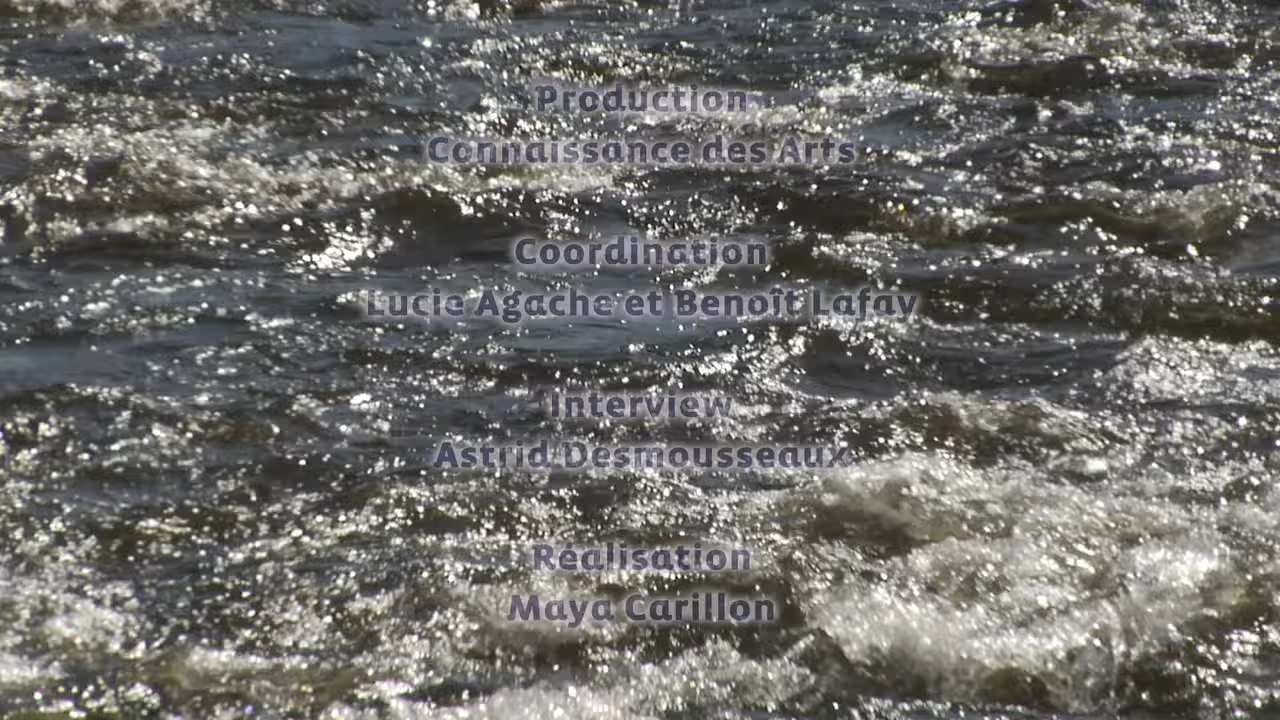 Production
Connaissance des Arts
Coordination
Lucie Agache et Benoît Lafay
Interview
Astrid Desmousseaux
Réalisation
Maya Carillon